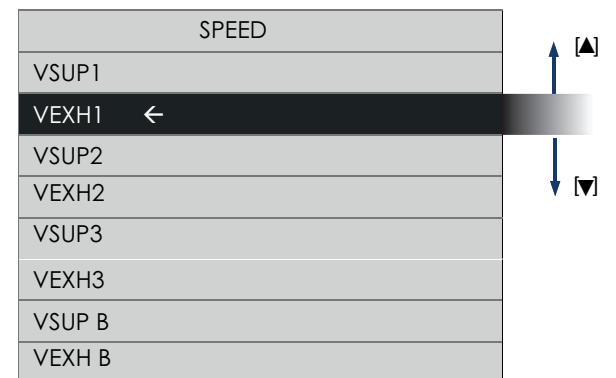 SPEED
[▲]
VSUP1
VEXH1 ←
VSUP2
VEXH2
[▼]
VSUP3
VEXH3
VSUP B
VEXH B